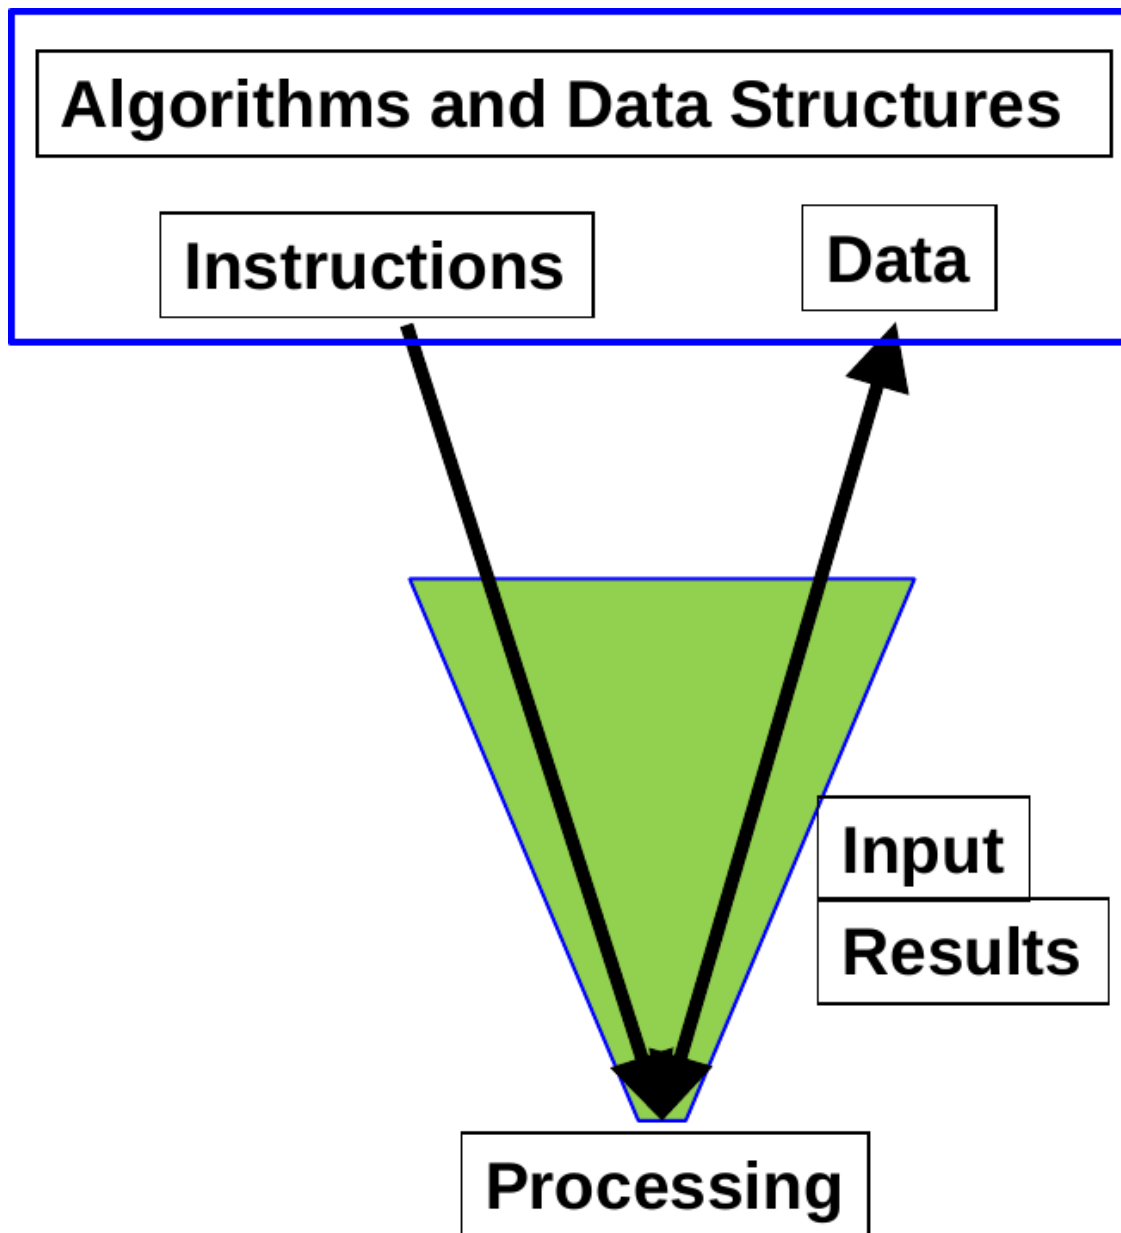 Algorithms and Data Structures
Instructions
Data
Input
Results
Processing